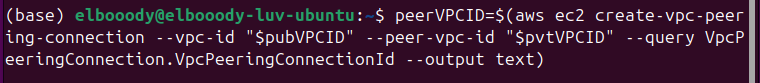 (base) elbooody@elbooody-luv-ubuntu:~$ peerVPCID=$(aws ec2 create-vpc-peer
ing-connection --vpc-id "$pubVPCID" --peer-vpc-id "$pvtVPCID" --query VpcP
eeringConnection.VpcPeeringConnectionId --output text)